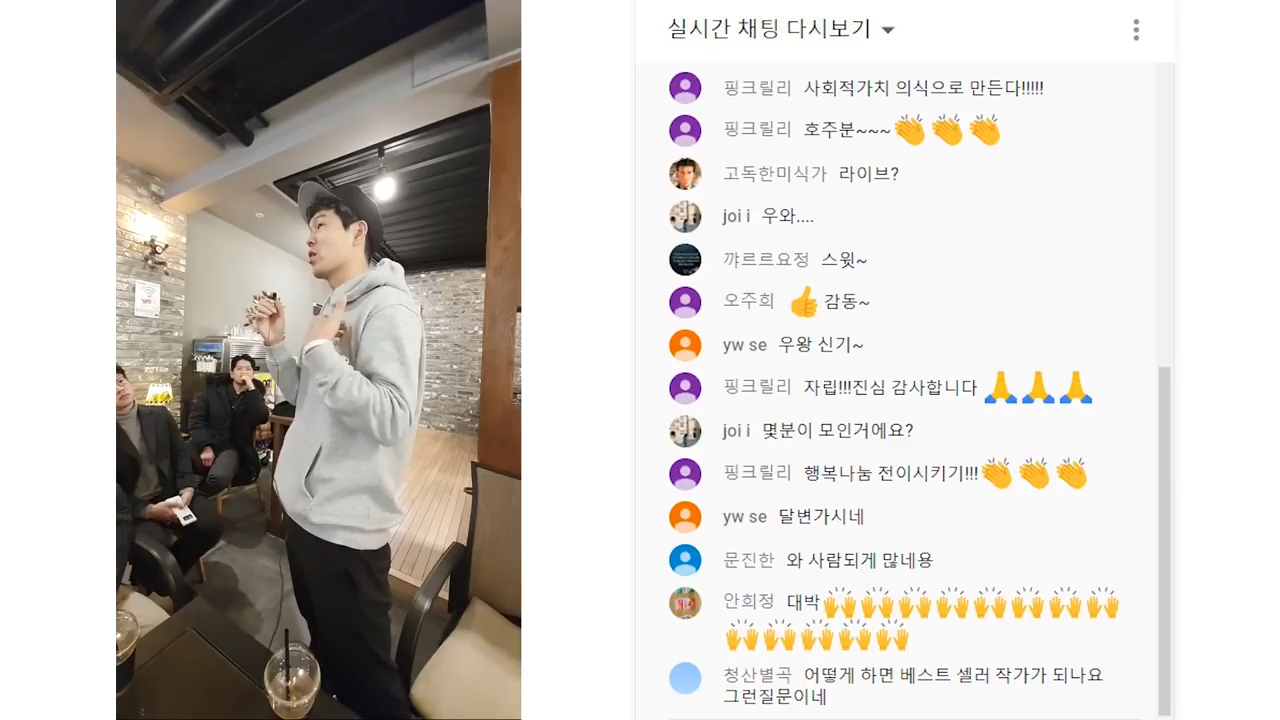 실시간 채팅 다시보기
핑크릴리 사회적가치 의식으로 만든다!!!!!
핑크릴리 호주분~~~👏👏👏
고독한미식가 라이브?
joi i 우와....
꺄르르요정 스윗~
오주희 👍감동~
yw se 우왕 신기~
핑크릴리 자립!!!진심 감사합니다🙏🙏🙏
joi i 몇분이 모인거에요?
핑크릴리 행복나눔 전이시키기!!!👏👏👏
yw se 달변가시네
문진한 와 사람되게 많네용
안희정 대박🙌🙌🙌🙌🙌🙌🙌🙌
🙌🙌🙌🙌🙌
청산별곡 어떻게 하면 베스트 셀러 작가가 되나요
그런질문이네